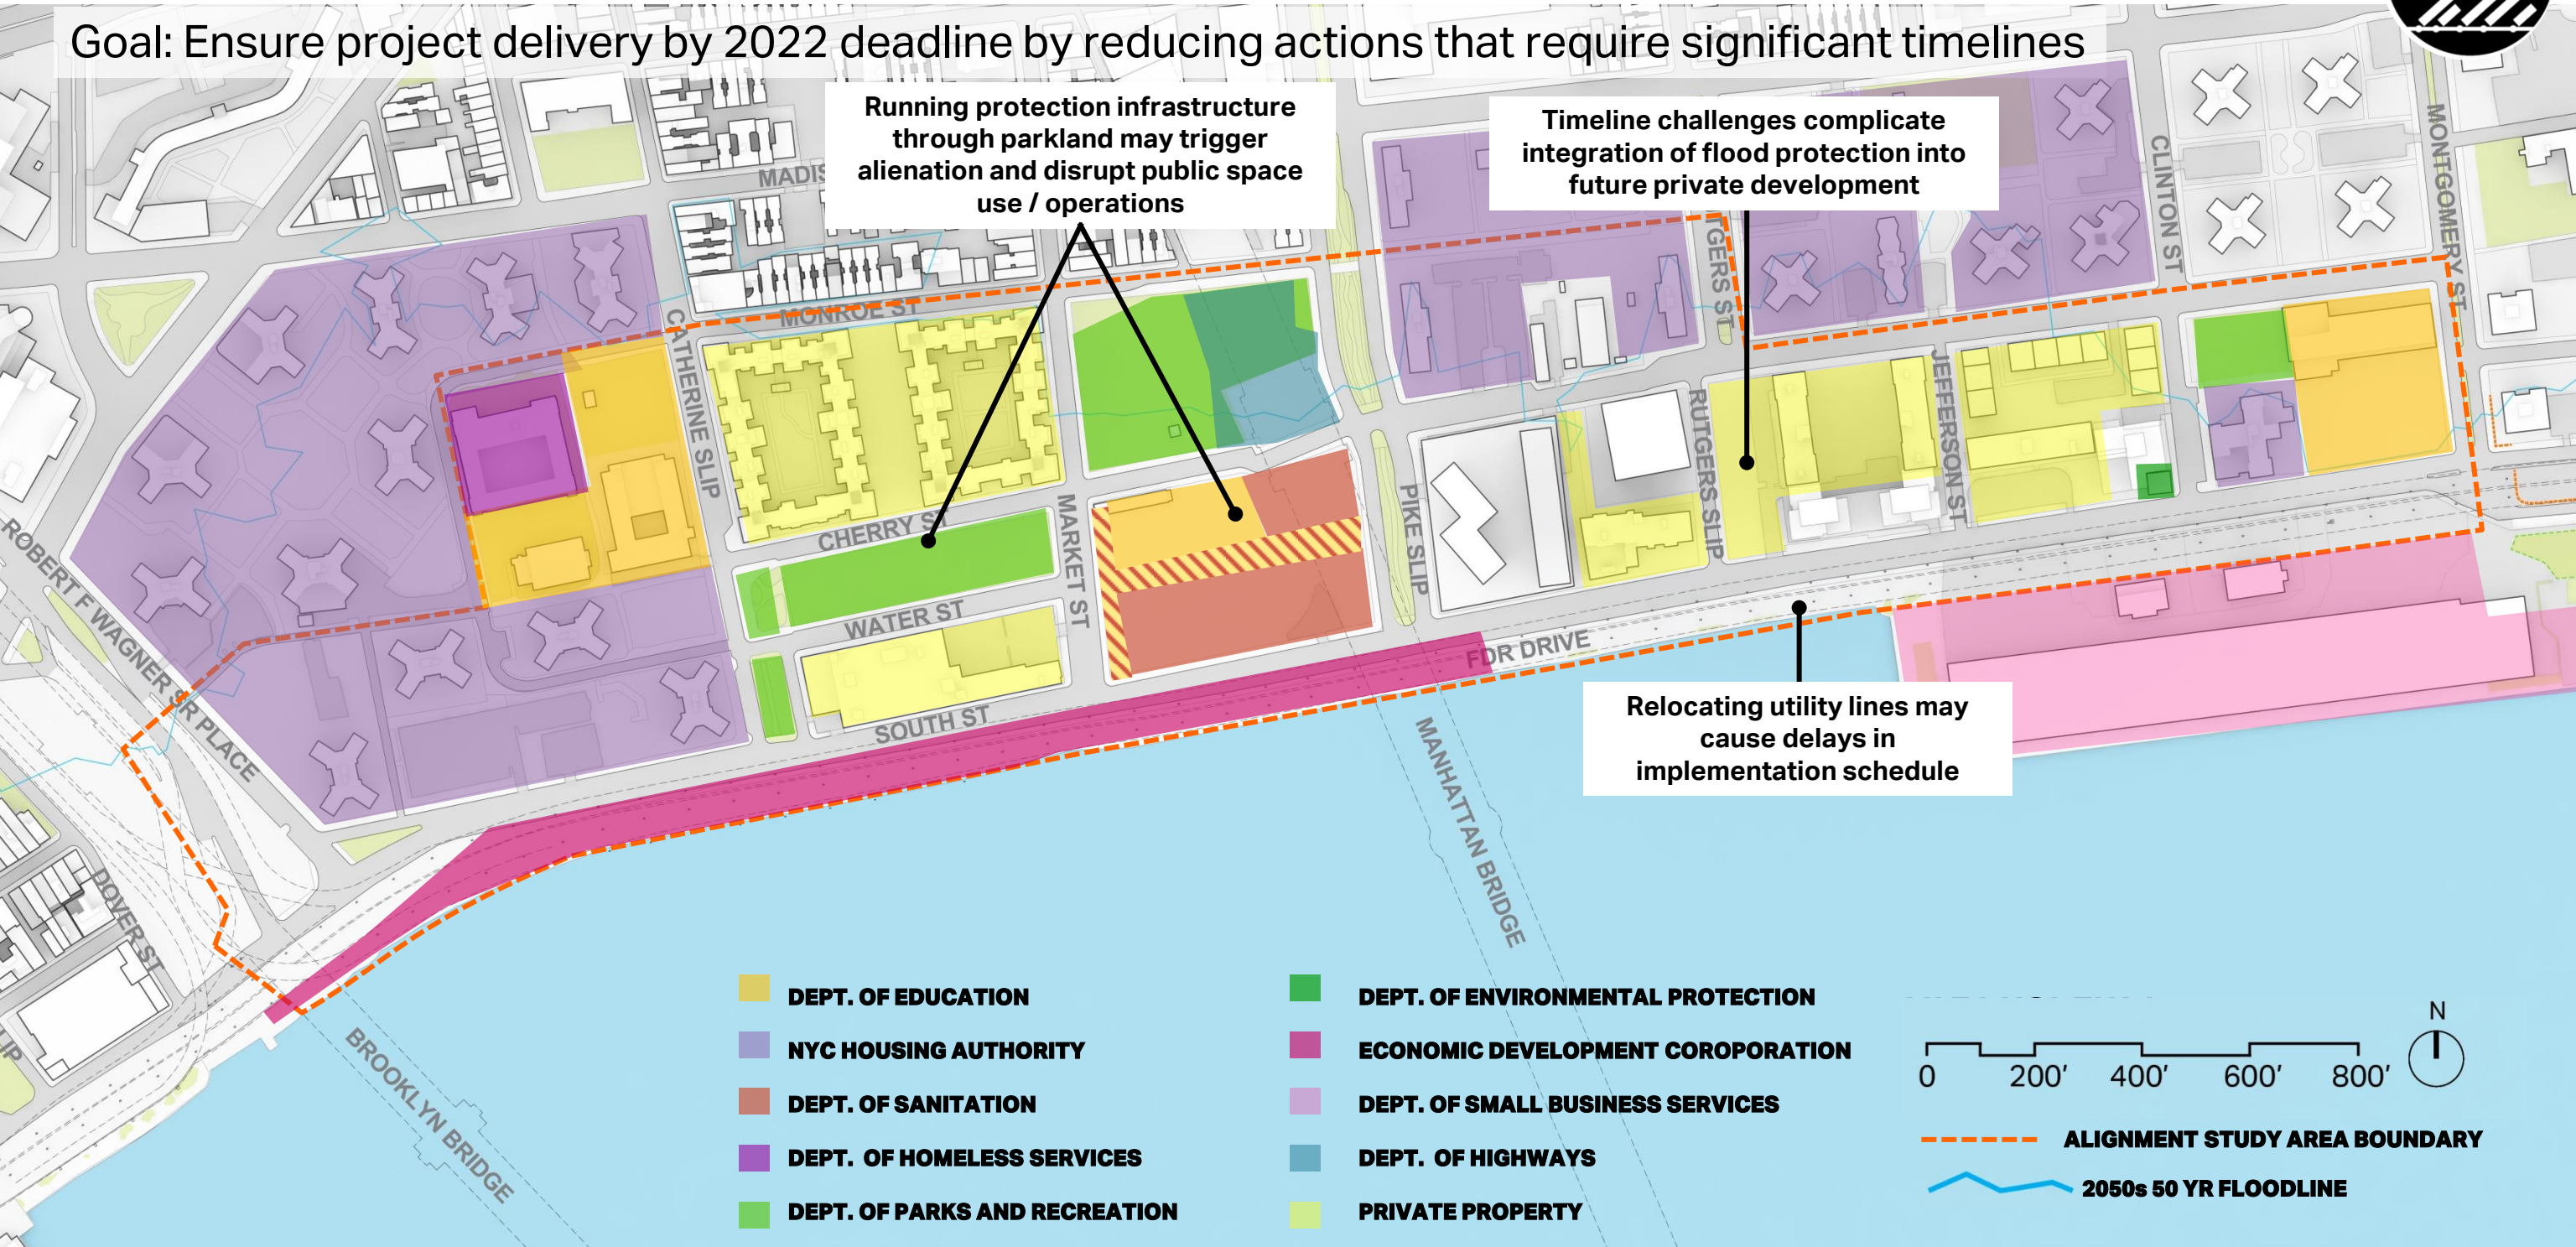 Goal: Ensure project delivery by 2022 deadline by reducing actions that require significant timelines
Running protection infrastructure
through parkland may trigger
alienation and disrupt public space
use / operations
Timeline challenges complicate
integration of flood protection into
future private development
MADIS
CLINTON ST
MONTGOMERY ST
TGERS ST
MONROE ST
CATHERINE SLIP
JEFFERSON ST
RUTGERS SLIP
CHERRY ST
MARKET ST
PIKE SLIP
ROBERT F WAGNER SR PLACE
WATER ST
FDR DRIVE
SOUTH ST
Relocating utility lines may
cause delays in
implementation schedule
MANHATTAN BRIDGE
DOVER ST
LIP
BROOKLYN BRIDGE
DEPT. OF EDUCATION
NYC HOUSING AUTHORITY
DEPT. OF SANITATION
DEPT. OF HOMELESS SERVICES
DEPT. OF PARKS AND RECREATION
DEPT. OF ENVIRONMENTAL PROTECTION
ECONOMIC DEVELOPMENT COROPORATION
DEPT. OF SMALL BUSINESS SERVICES
DEPT. OF HIGHWAYS
PRIVATE PROPERTY
N
0 200' 400' 600' 800'
ALIGNMENT STUDY AREA BOUNDARY
2050s 50 YR FLOODLINE